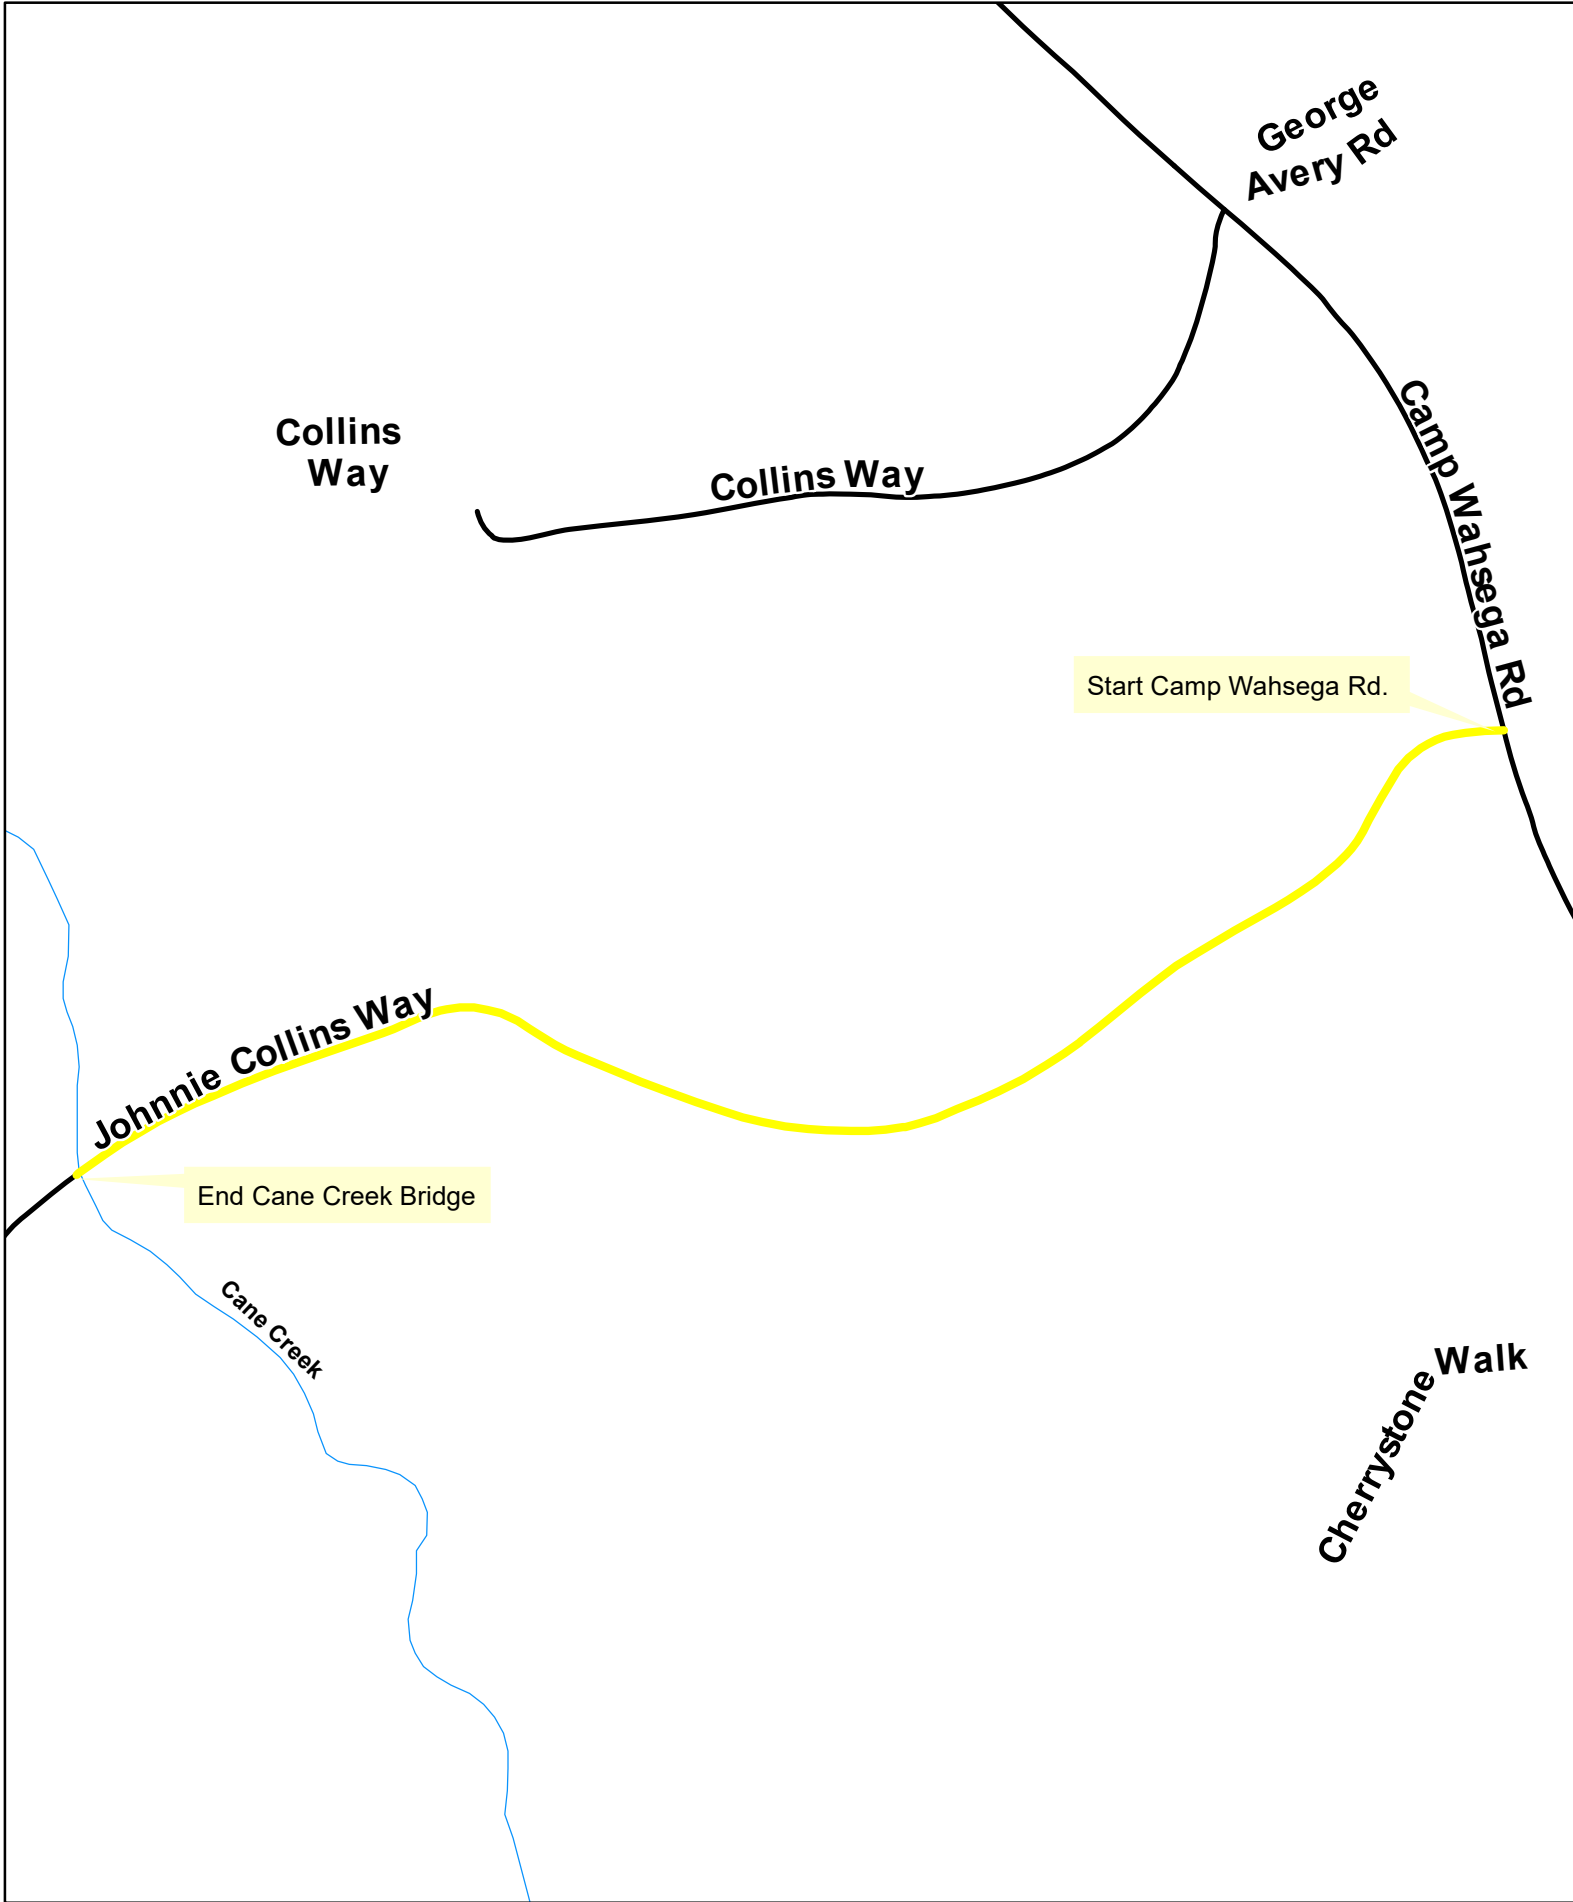 George
Avery Rd
Collins
Way
Collins Way
Camp Wahsega Rd
Start Camp Wahsega Rd.
Johnnie Collins Way
End Cane Creek Bridge
Cane Creek
Cherrystone Walk